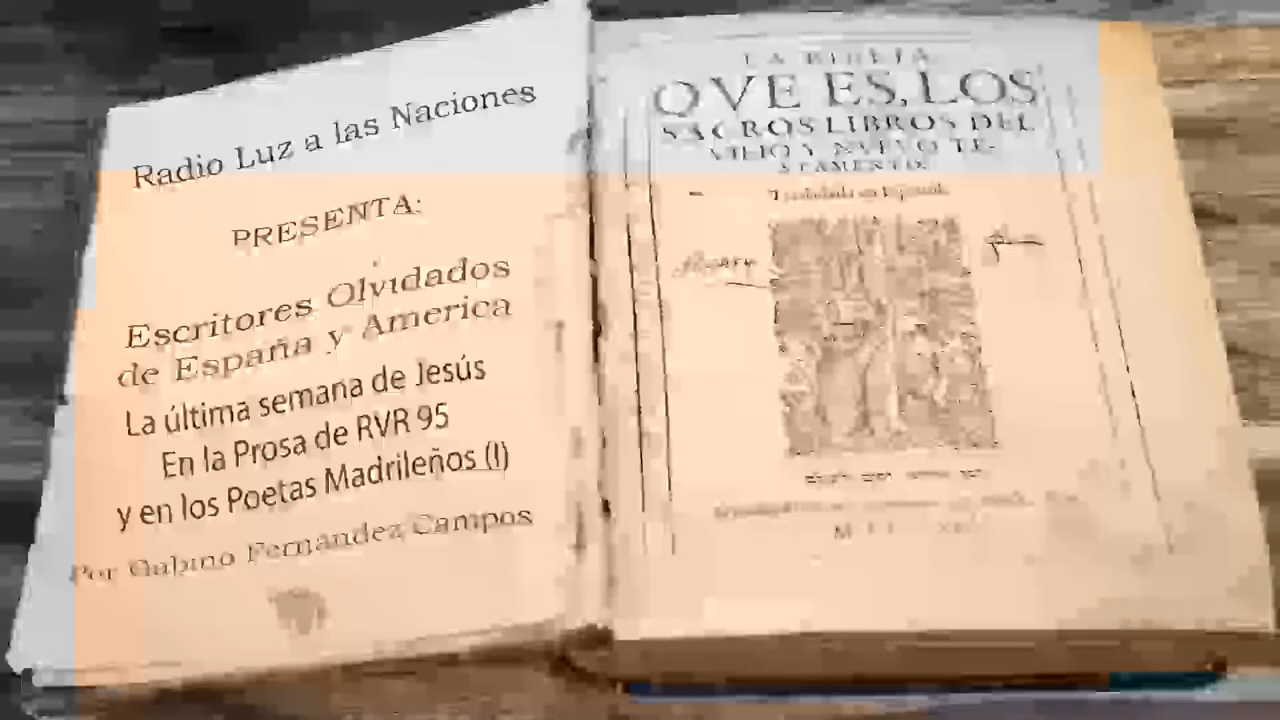 Radio Luz a las Naciones
PRESENTA:
Escritores Olvidados
de España y America
La última semana de Jesús
En la Prosa de RVR 95
y en los Poetas Madrileños (I)
Por Gabino Fernandez Campos
LA BIBLIA,
QVE ES, LOS
SACROS LIBROS DEL
VIEIO Y NVEVO TE-
STAMENTO.
Trasladada en Español.